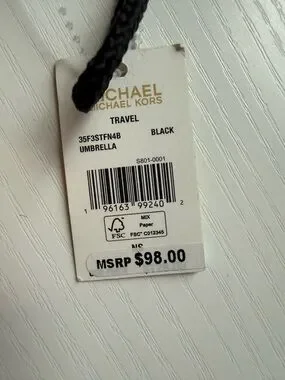 MICHAEL
MICHAEL KORS
TRAVEL
35F3STFN4B BLACK
UMBRELLA
S601-0001
1 96163 99240 2
FSC
MIX
Paper
FSC® C012345
NS
MSRP $98.00